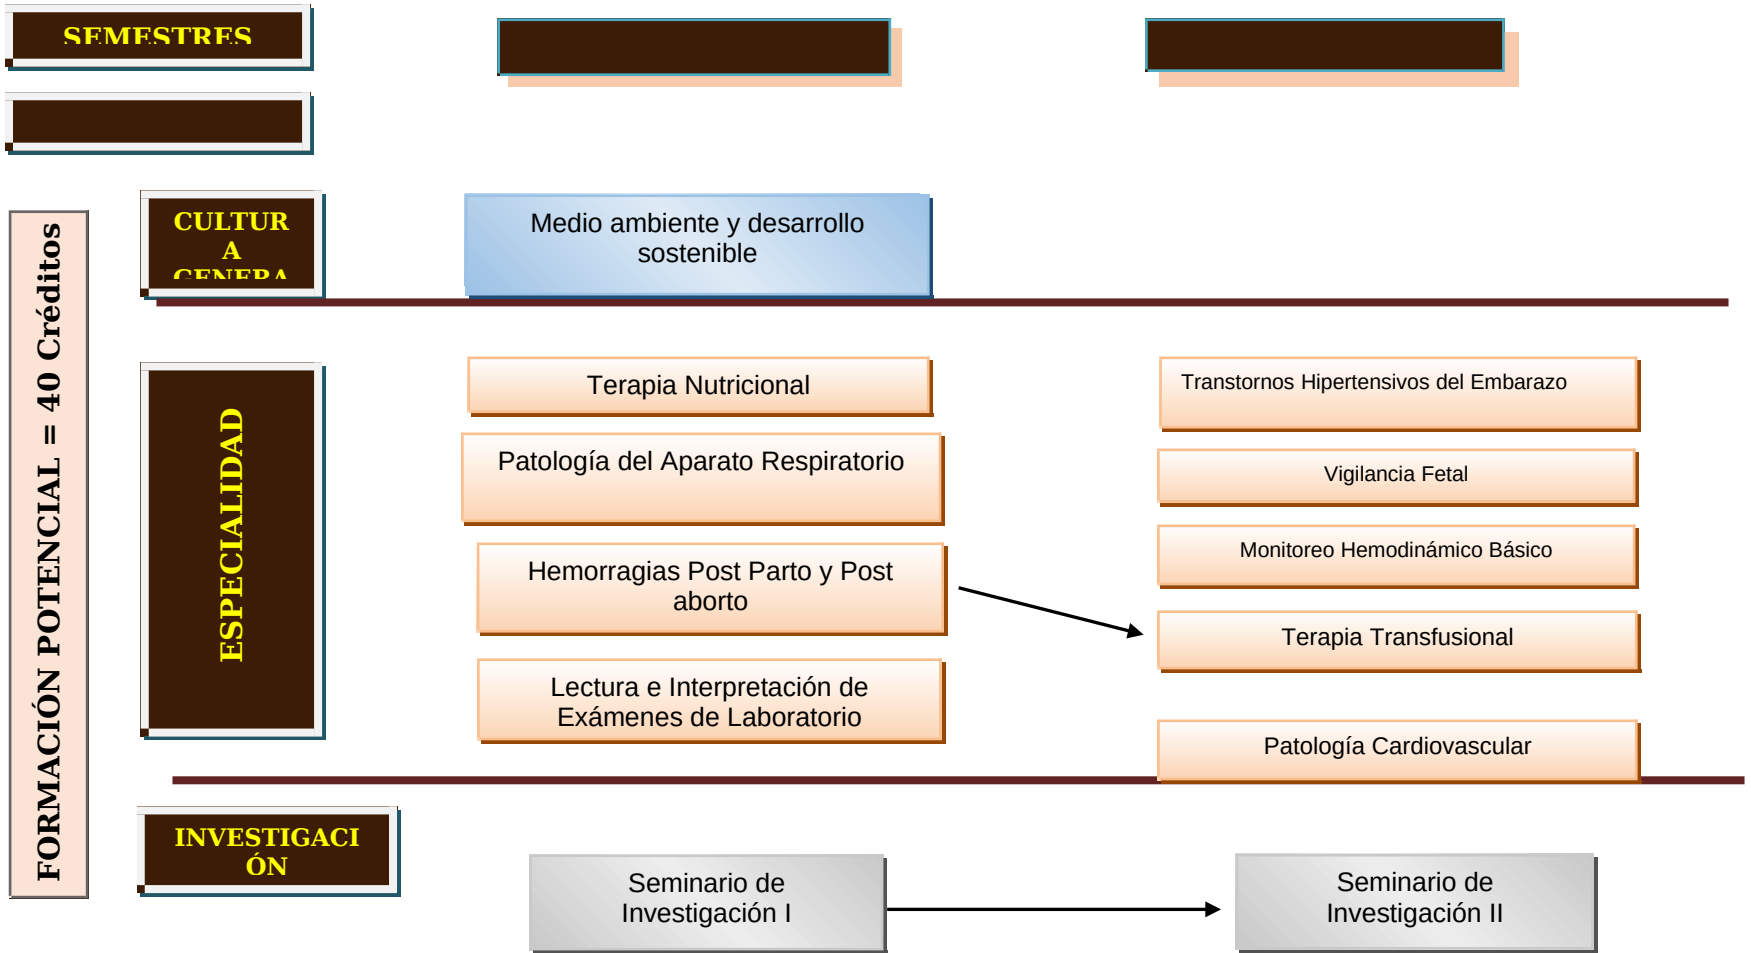 SEMESTRES
CULTUR
A
GENERA
Medio ambiente y desarrollo
sostenible
FORMACIÓN POTENCIAL = 40 Créditos
ESPECIALIDAD
Terapia Nutricional
Patología del Aparato Respiratorio
Hemorragias Post Parto y Post
aborto
Lectura e Interpretación de
Exámenes de Laboratorio
Transtornos Hipertensivos del Embarazo
Vigilancia Fetal
Monitoreo Hemodinámico Básico
Terapia Transfusional
Patología Cardiovascular
INVESTIGACI
ÓN
Seminario de
Investigación I
Seminario de
Investigación II